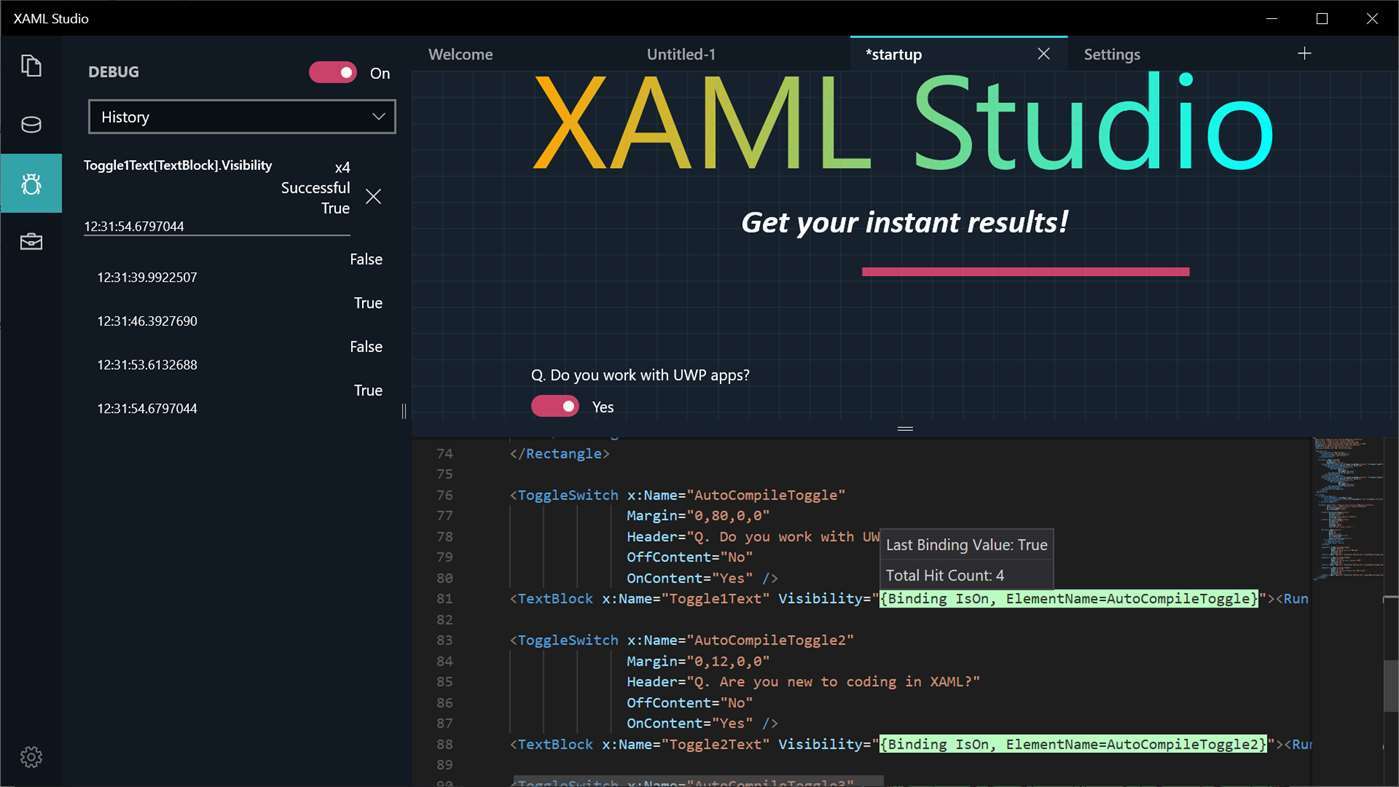 XAML Studio
DEBUG
On
History
Toggle1Text[TextBlock].Visibility
x4
Successful
True
12:31:54.6797044
False
12:31:39.9922507
True
12:31:46.3927690
False
12:31:53.6132688
True
12:31:54.6797044
Welcome
Untitled-1
*startup
Settings
XAML Studio
Get your instant results!
Q. Do you work with UWP apps?
Yes
74 </Rectangle>
75
76 <ToggleSwitch x:Name="AutoCompileToggle"
77 Margin="0,80,0,0"
78 Header="Q. Do you work with UW
79 OffContent="No"
80 OnContent="Yes" />
Last Binding Value: True
Total Hit Count: 4
81 <TextBlock x:Name="Toggle1Text" Visibility="{Binding IsOn, ElementName=AutoCompileToggle}"><Run
82
83 <ToggleSwitch x:Name="AutoCompileToggle2"
84 Margin="0,12,0,0"
85 Header="Q. Are you new to coding in XAML?"
86 OffContent="No"
87 OnContent="Yes" />
88 <TextBlock x:Name="Toggle2Text" Visibility="{Binding IsOn, ElementName=AutoCompileToggle2}"><Run
89
90 <ToggleSwitch x:Name="AutoCompileToggle3"